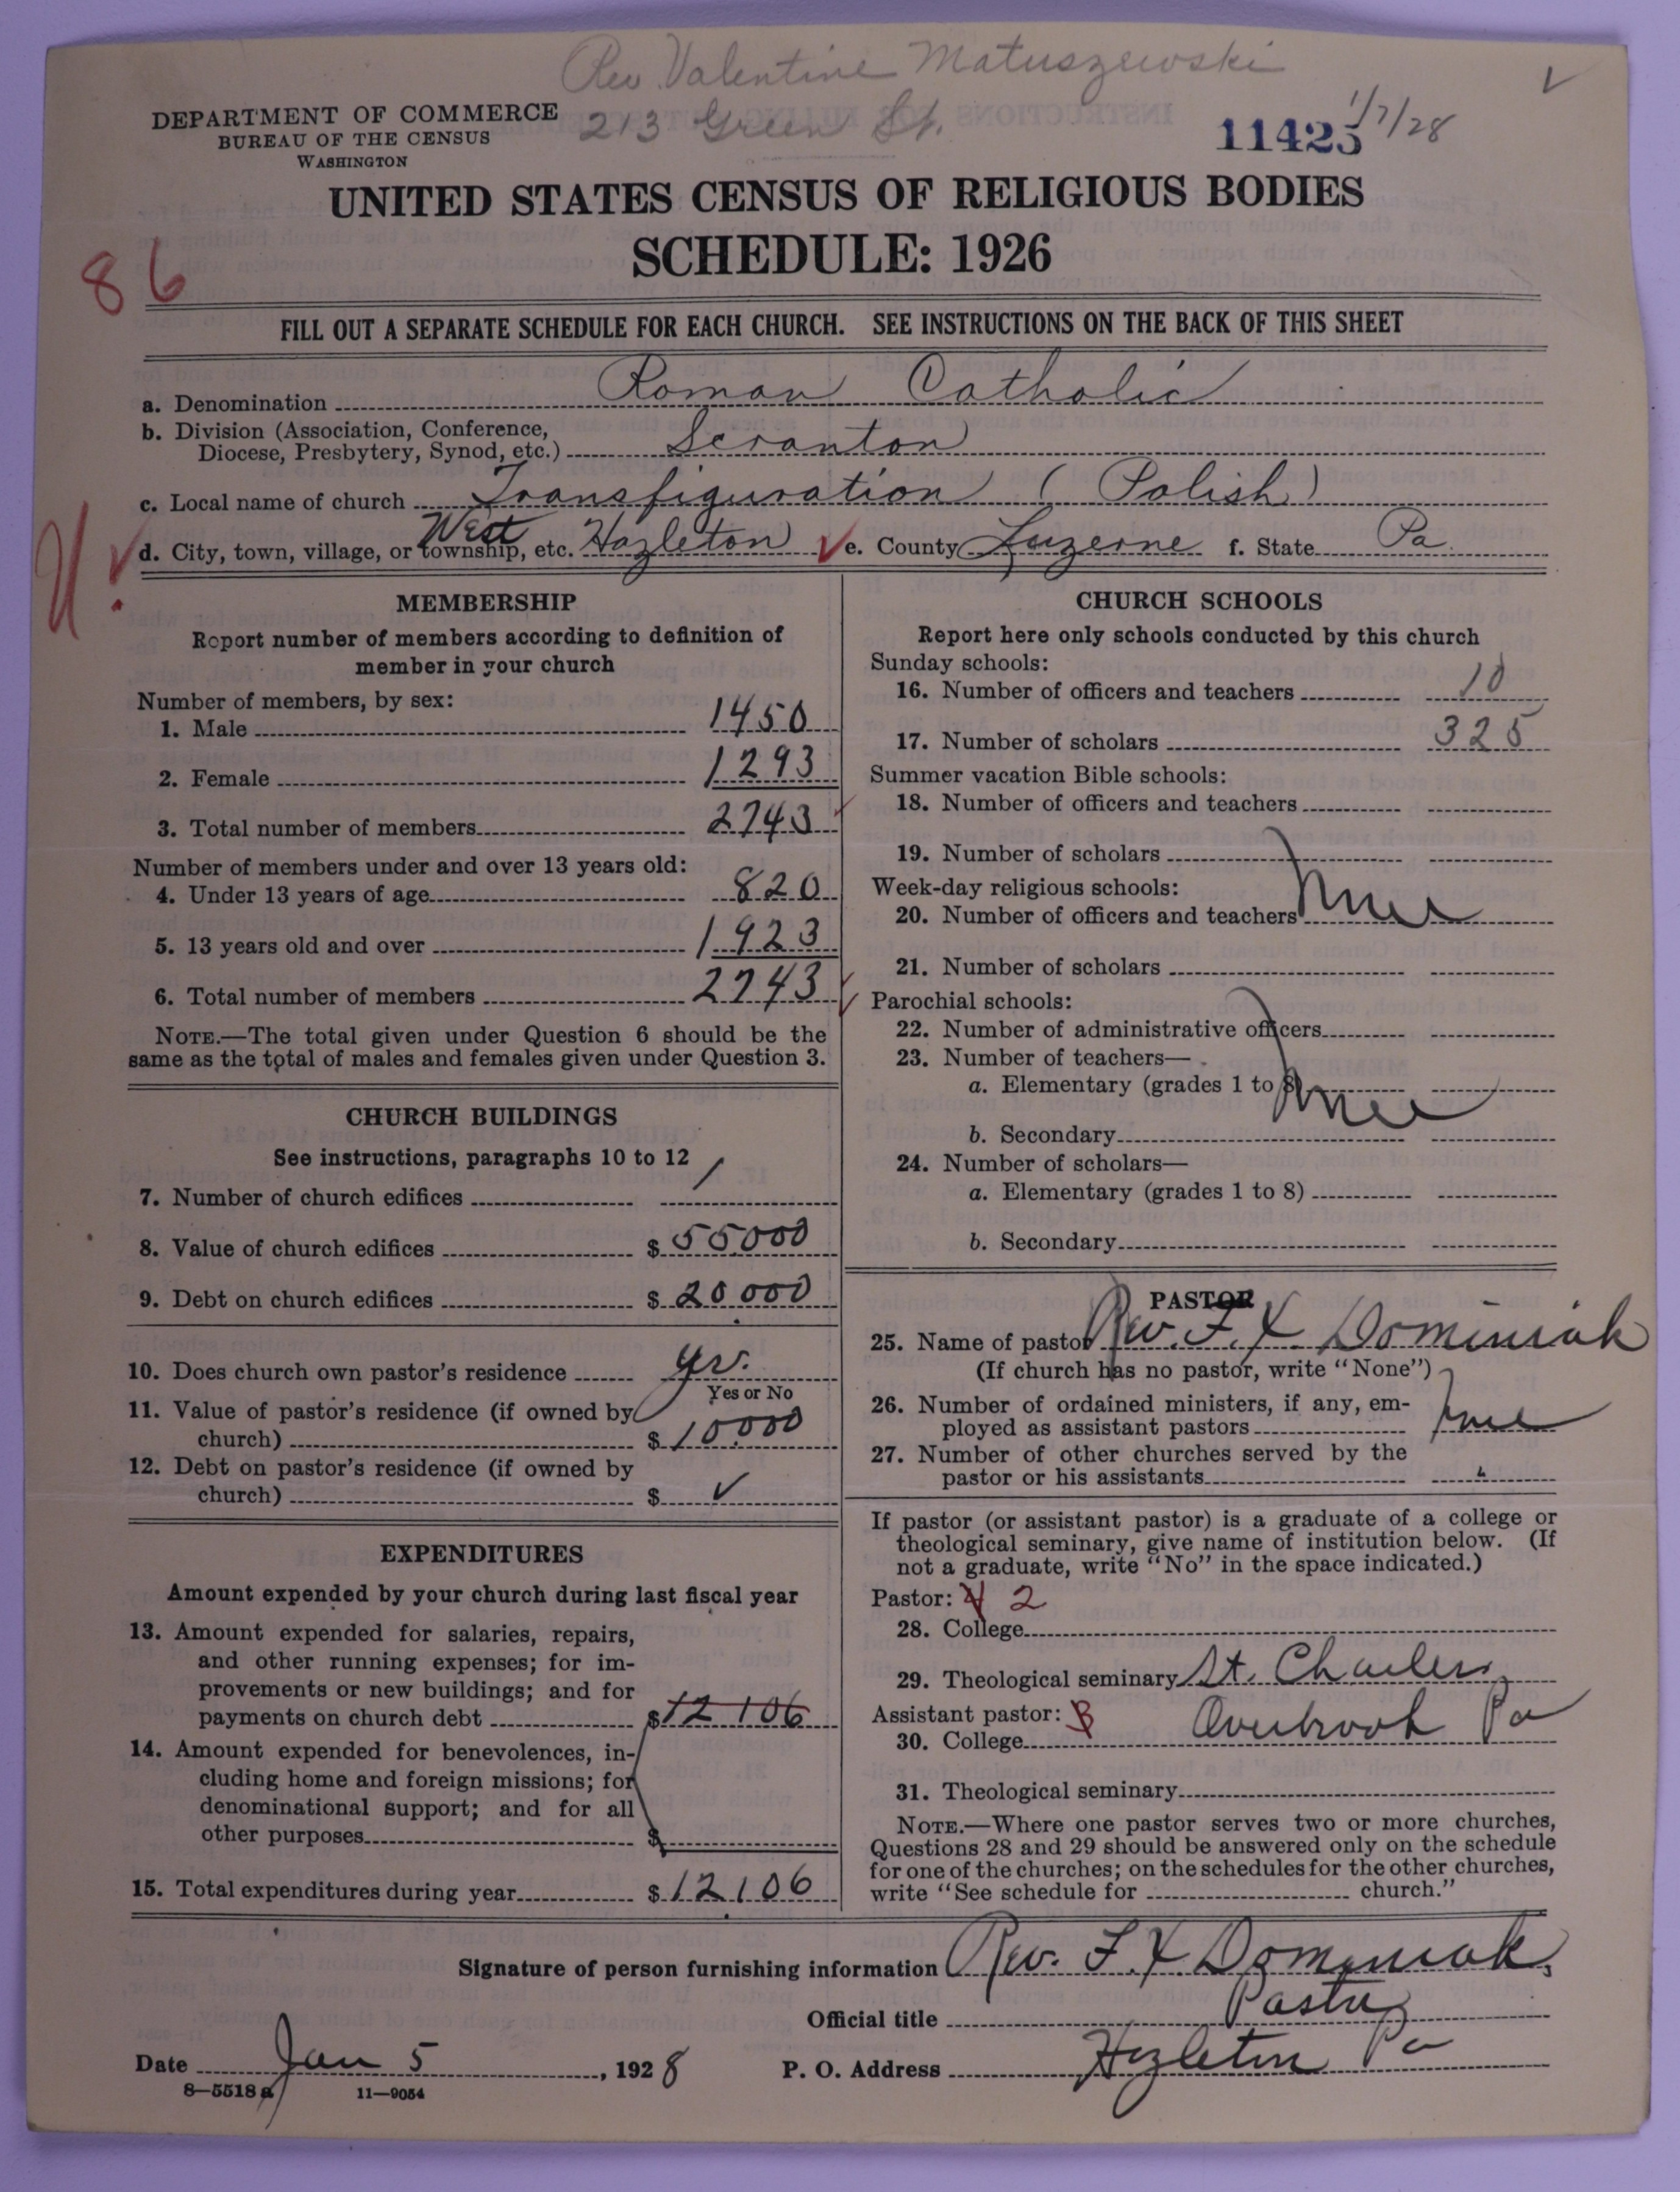 Rev. Valentine Matuszewski
213 Green St.
DEPARTMENT OF COMMERCE
BUREAU OF THE CENSUS
WASHINGTON
11425
1/7/28
UNITED STATES CENSUS OF RELIGIOUS BODIES
SCHEDULE: 1926
86
FILL OUT A SEPARATE SCHEDULE FOR EACH CHURCH. SEE INSTRUCTIONS ON THE BACK OF THIS SHEET
a. Denomination Roman Catholic
b. Division (Association, Conference,
Diocese, Presbytery, Synod, etc.) Scranton
c. Local name of church Transfiguration (Polish)
d. City, town, village, or township, etc. West Hazleton e. County Luzerne f. State Pa.
MEMBERSHIP
Report number of members according to definition of
member in your church
Number of members, by sex:
1. Male 1450
2. Female 1293
3. Total number of members 2743
Number of members under and over 13 years old:
4. Under 13 years of age 820
5. 13 years old and over 1923
6. Total number of members 2743
NOTE.—The total given under Question 6 should be the
same as the total of males and females given under Question 3.
CHURCH BUILDINGS
See instructions, paragraphs 10 to 12
7. Number of church edifices 1
8. Value of church edifices $ 55000
9. Debt on church edifices $ 20000
10. Does church own pastor's residence yes.
Yes or No
11. Value of pastor's residence (if owned by
church) $ 10000
12. Debt on pastor's residence (if owned by
church) $ ✓
EXPENDITURES
Amount expended by your church during last fiscal year
13. Amount expended for salaries, repairs,
and other running expenses; for im-
provements or new buildings; and for
payments on church debt $ 12106
14. Amount expended for benevolences, in-
cluding home and foreign missions; for
denominational support; and for all
other purposes $
15. Total expenditures during year $ 12106
CHURCH SCHOOLS
Report here only schools conducted by this church
Sunday schools:
16. Number of officers and teachers 10
17. Number of scholars 325
Summer vacation Bible schools:
18. Number of officers and teachers
19. Number of scholars
Week-day religious schools:
20. Number of officers and teachers none
21. Number of scholars
Parochial schools:
22. Number of administrative officers
23. Number of teachers—
a. Elementary (grades 1 to 8) none
b. Secondary
24. Number of scholars—
a. Elementary (grades 1 to 8)
b. Secondary
PASTOR
25. Name of pastor Rev. F. X. Dominiak
(If church has no pastor, write "None")
26. Number of ordained ministers, if any, em-
ployed as assistant pastors none
27. Number of other churches served by the
pastor or his assistants
If pastor (or assistant pastor) is a graduate of a college or
theological seminary, give name of institution below. (If
not a graduate, write "No" in the space indicated.)
Pastor: 2
28. College
29. Theological seminary St. Charles
Assistant pastor: Overbrook Pa
30. College
31. Theological seminary
NOTE.—Where one pastor serves two or more churches,
Questions 28 and 29 should be answered only on the schedule
for one of the churches; on the schedules for the other churches,
write "See schedule for church."
Signature of person furnishing information Rev. F. X Dominiak,
Official title Pastor
Date Jan 5, 1928 P. O. Address Hazleton Pa
8—5518 a 11—9054